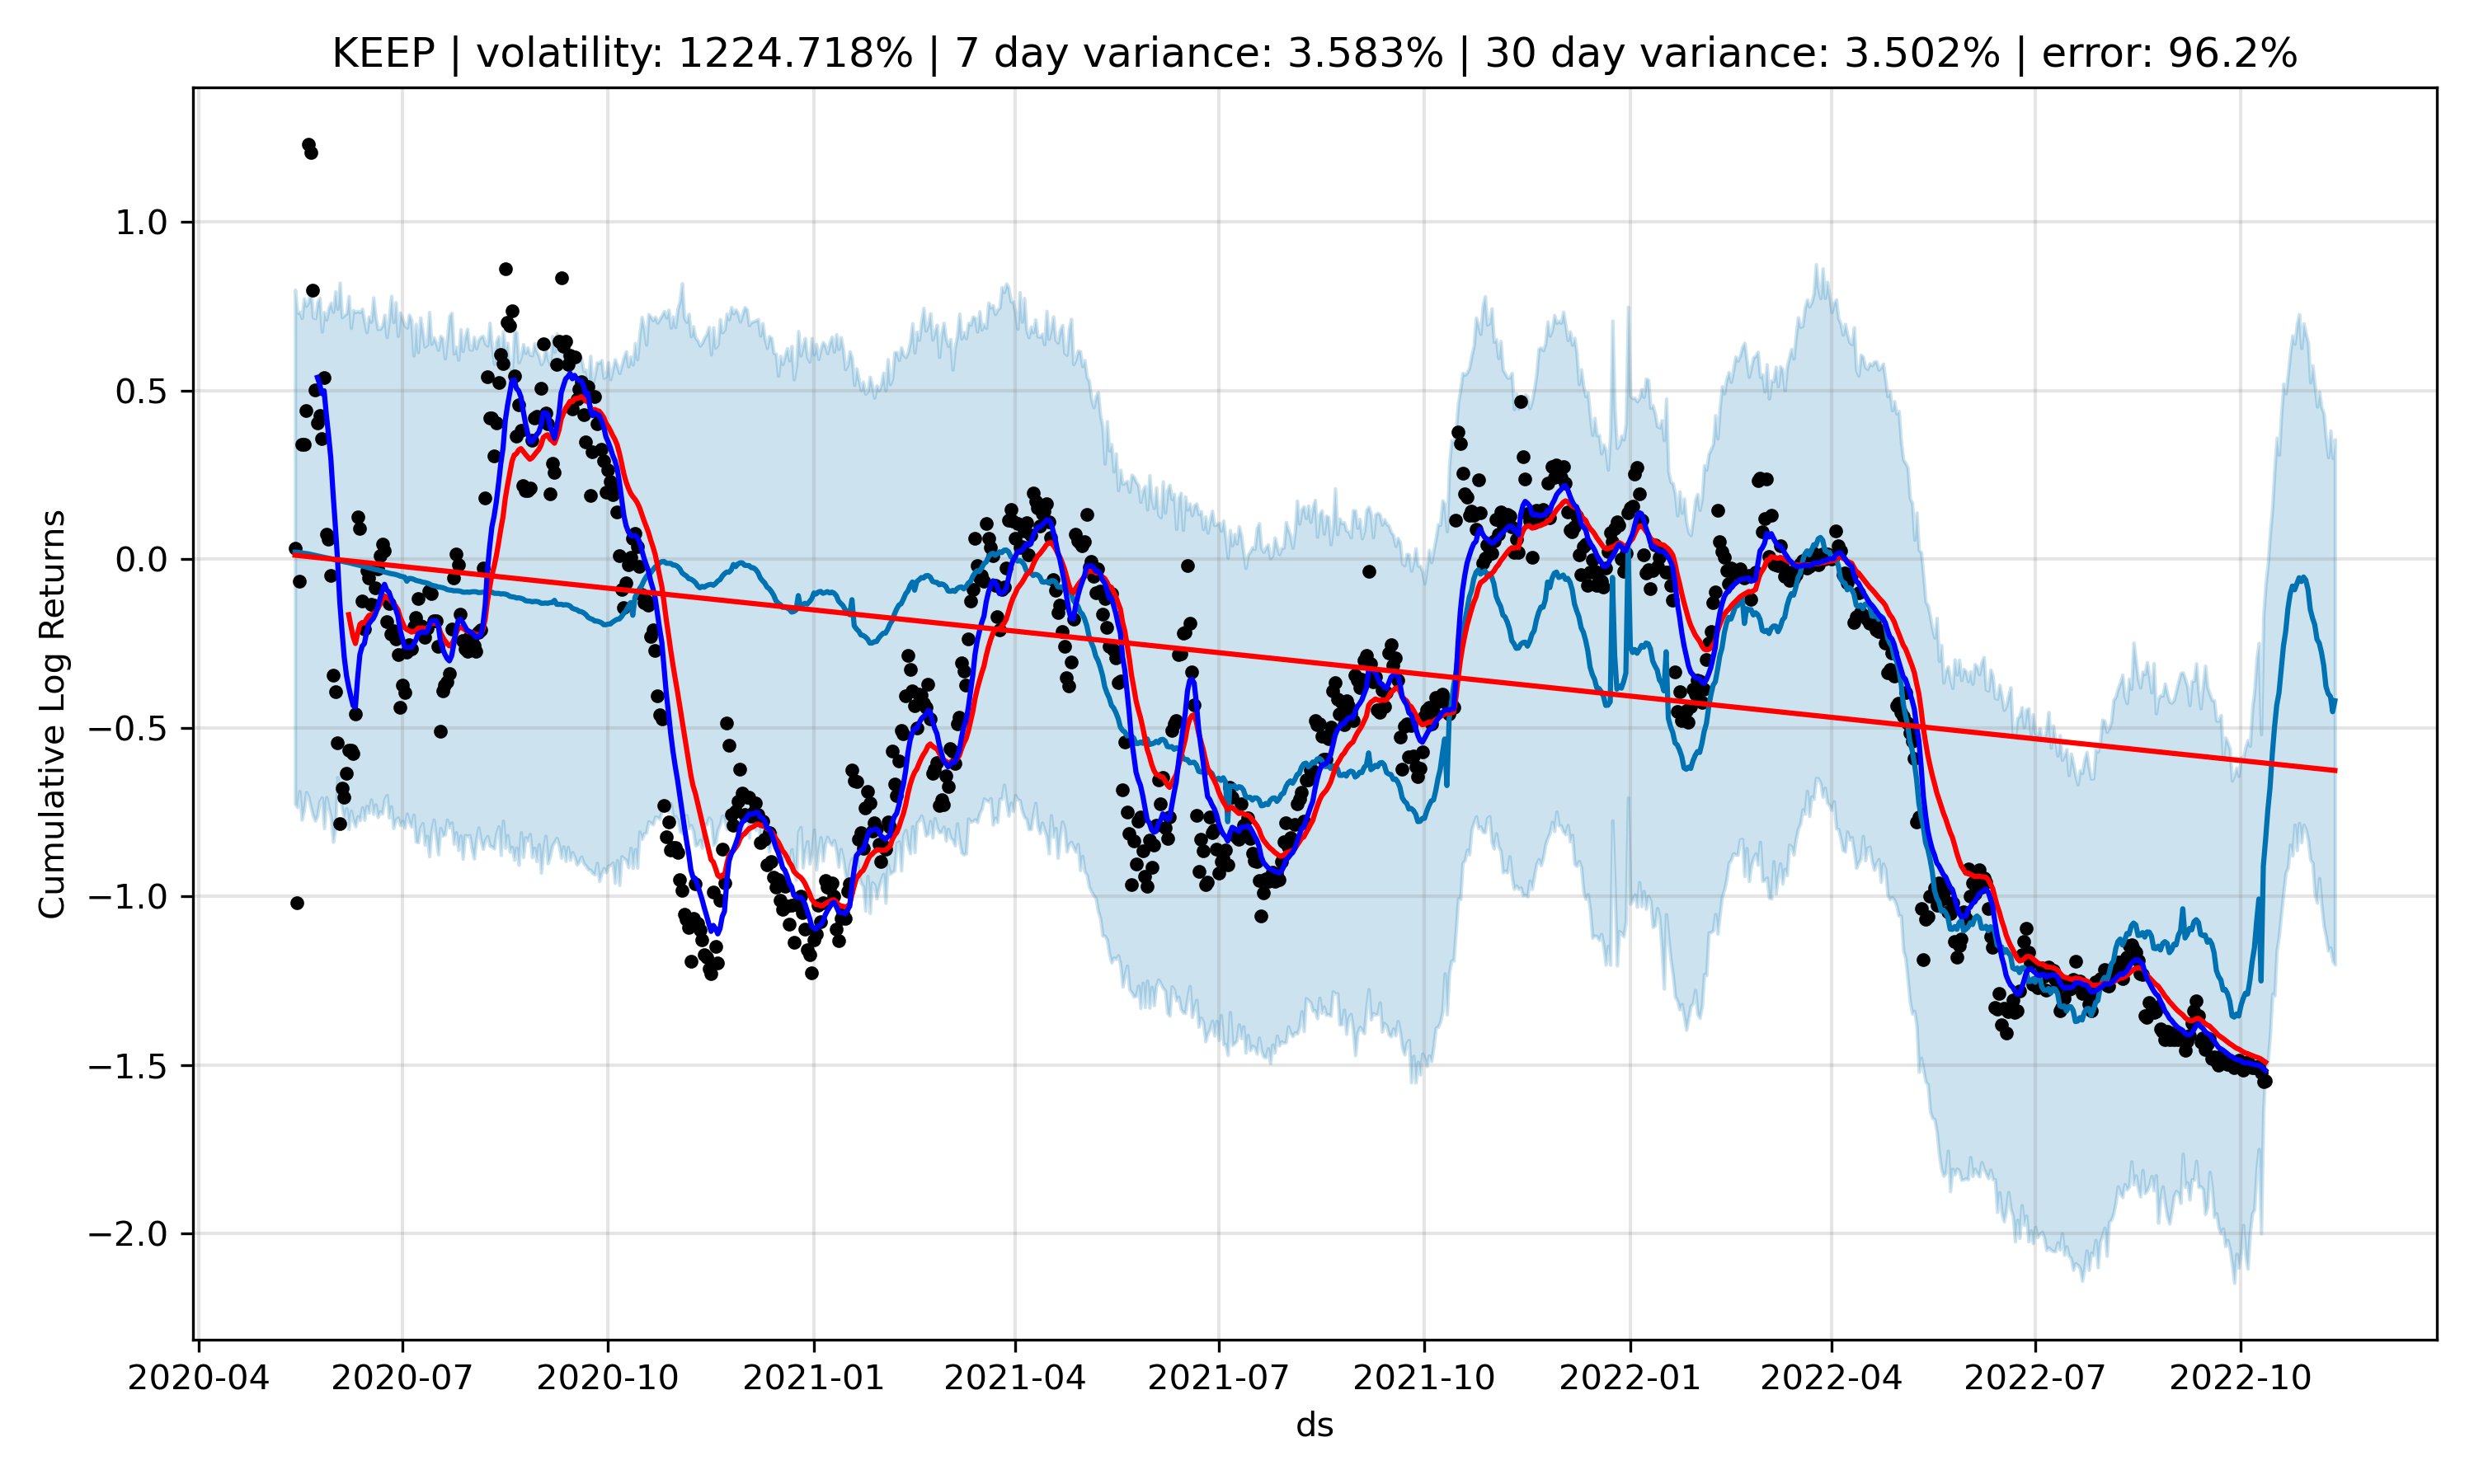 KEEP | volatility: 1224.718% | 7 day variance: 3.583% | 30 day variance: 3.502% | error: 96.2%
Cumulative Log Returns
1.0
0.5
0.0
−0.5
−1.0
−1.5
−2.0
2020-04 2020-07 2020-10 2021-01 2021-04 2021-07 2021-10 2022-01 2022-04 2022-07 2022-10
ds